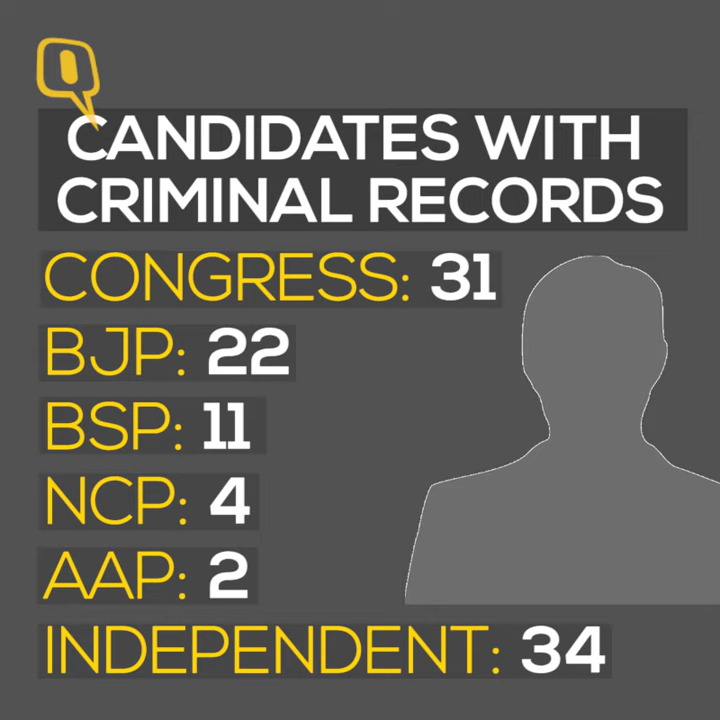 CANDIDATES WITH
CRIMINAL RECORDS
CONGRESS: 31
BJP: 22
BSP: 11
NCP: 4
AAP: 2
INDEPENDENT: 34